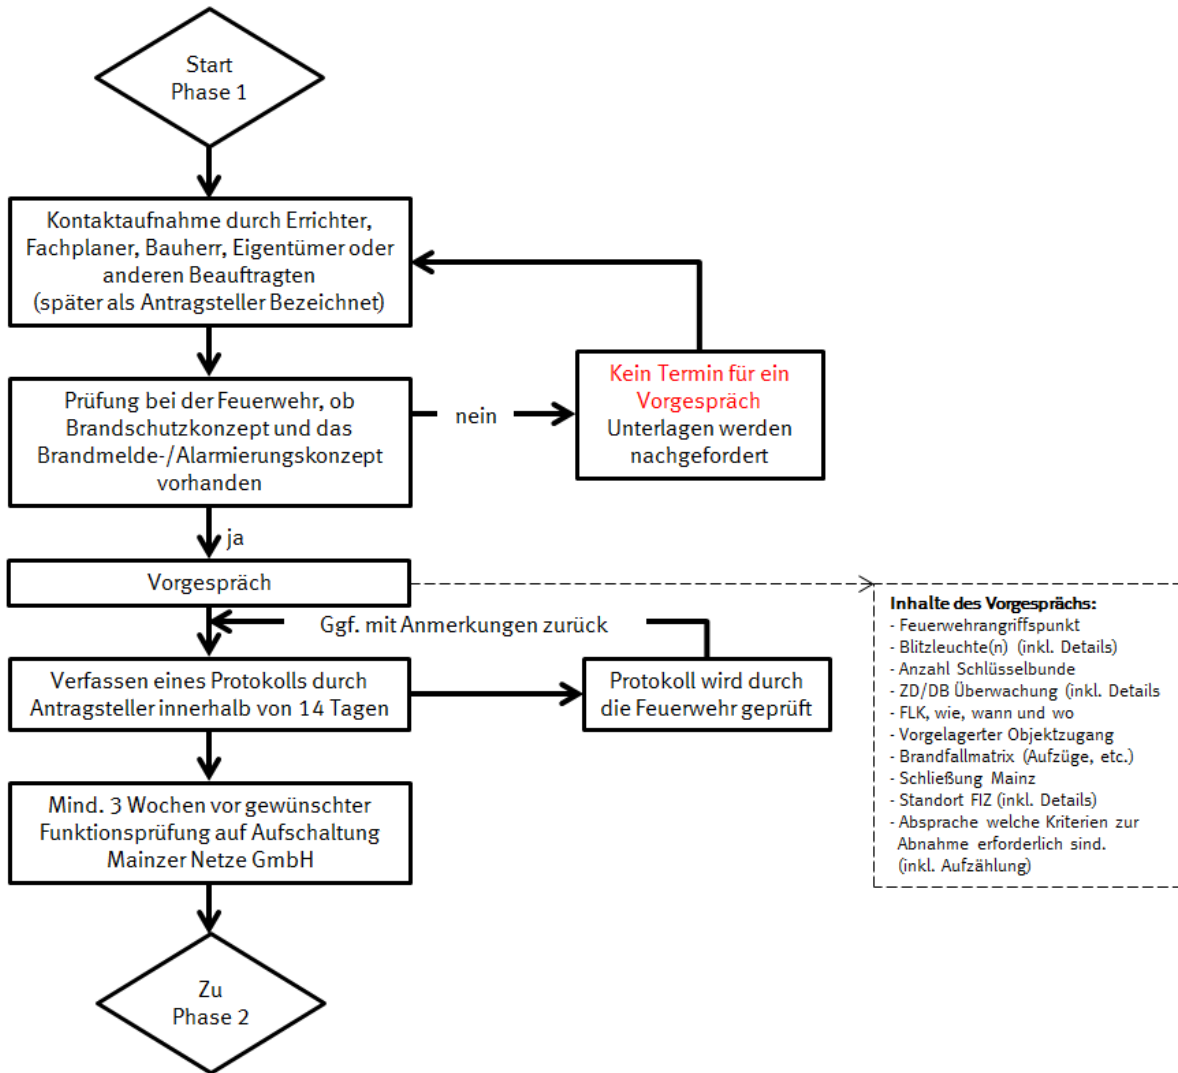 Start
Phase 1
Kontaktaufnahme durch Errichter,
Fachplaner, Bauherr, Eigentümer oder
anderen Beauftragten
(später als Antragsteller Bezeichnet)
Prüfung bei der Feuerwehr, ob
Brandschutzkonzept und das
Brandmelde-/Alarmierungskonzept
vorhanden
nein
Kein Termin für ein
Vorgespräch
Unterlagen werden
nachgefordert
ja
Vorgespräch
Inhalte des Vorgesprächs:
- Feuerwehrangriffspunkt
- Blitzleuchte(n) (inkl. Details)
- Anzahl Schlüsselbunde
- ZD/DB Überwachung (inkl. Details
- FLK, wie, wann und wo
- Vorgelagerter Objektzugang
- Brandfallmatrix (Aufzüge, etc.)
- Schließung Mainz
- Standort FIZ (inkl. Details)
- Absprache welche Kriterien zur
Abnahme erforderlich sind.
(inkl. Aufzählung)
Ggf. mit Anmerkungen zurück
Verfassen eines Protokolls durch
Antragsteller innerhalb von 14 Tagen
Protokoll wird durch
die Feuerwehr geprüft
Mind. 3 Wochen vor gewünschter
Funktionsprüfung auf Aufschaltung
Mainzer Netze GmbH
Zu
Phase 2